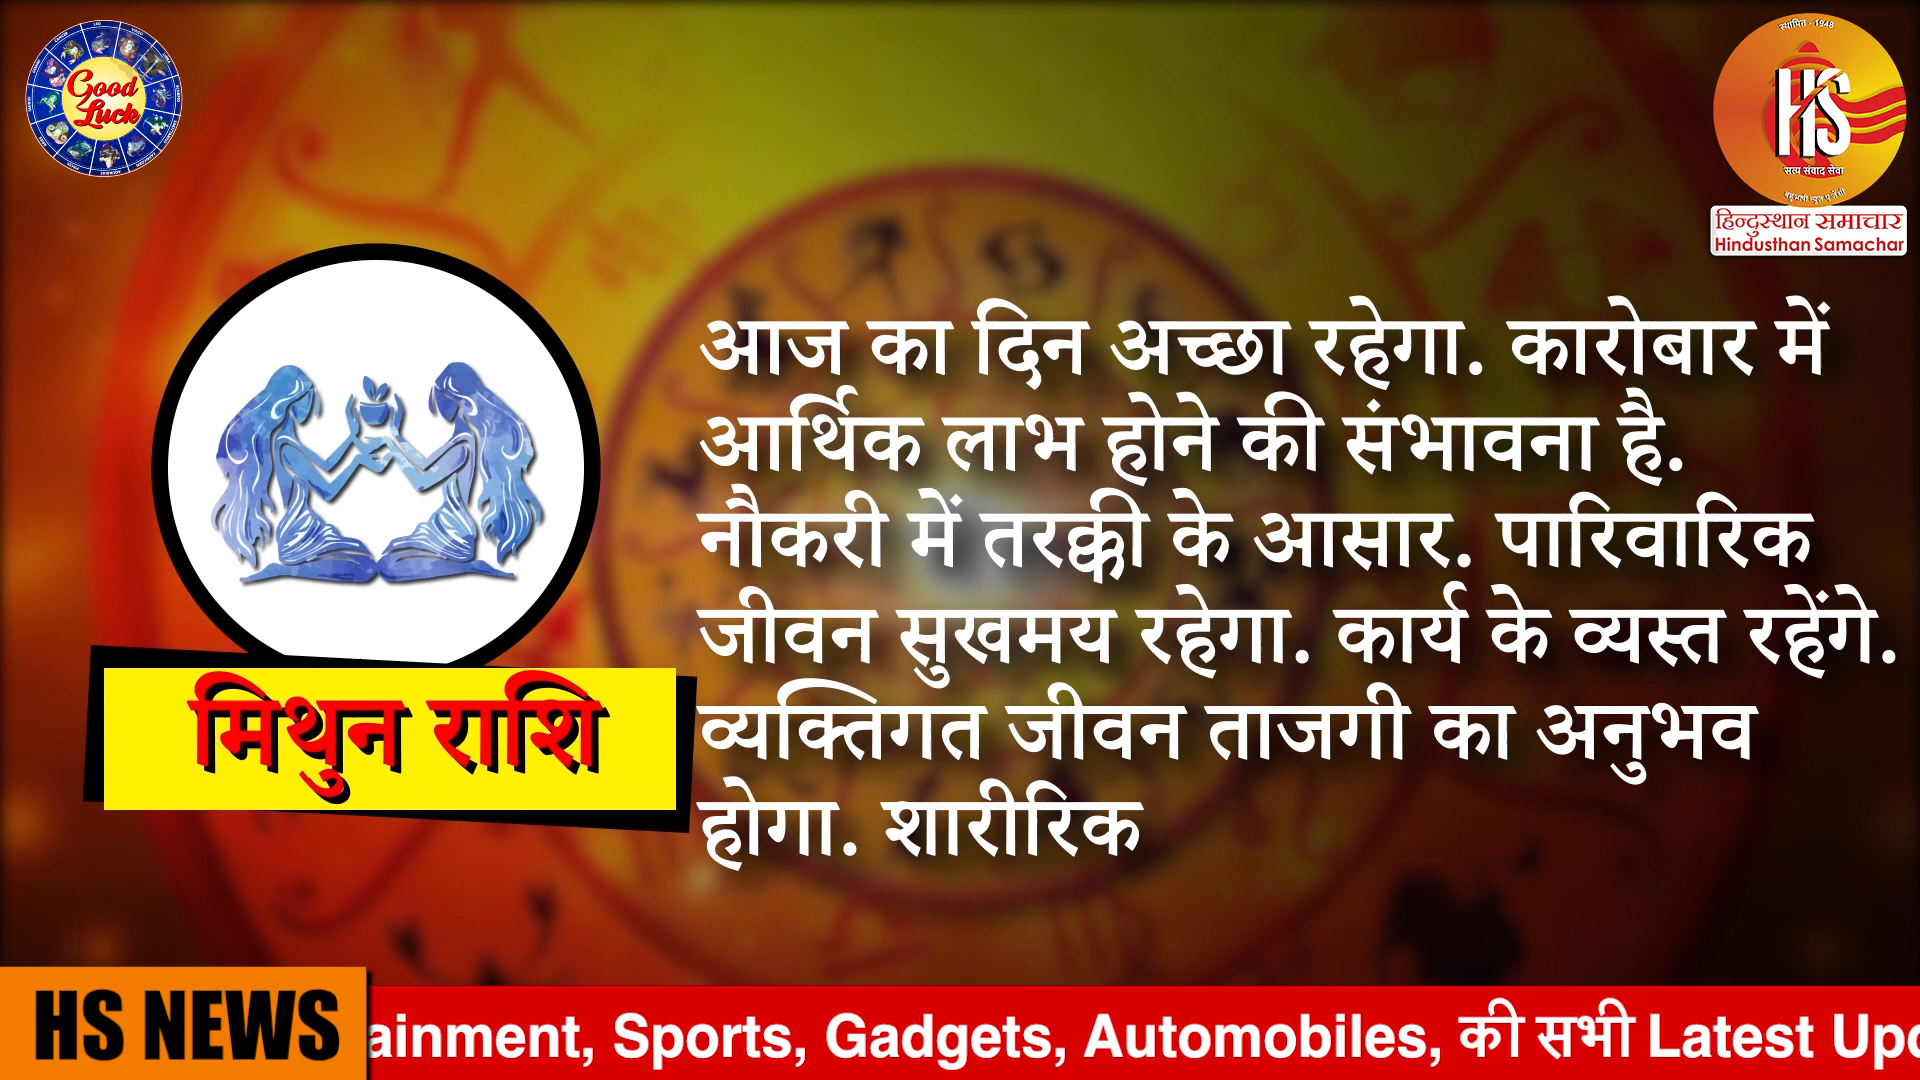 Good
Luck
स्थापित - 1948
HS
सत्य संवाद सेवा
हिन्दुस्थान समाचार
Hindusthan Samachar
आज का दिन अच्छा रहेगा. कारोबार में
आर्थिक लाभ होने की संभावना है.
नौकरी में तरक्की के आसार. पारिवारिक
जीवन सुखमय रहेगा. कार्य के व्यस्त रहेंगे.
व्यक्तिगत जीवन ताजगी का अनुभव
होगा. शारीरिक
मिथुन राशि
HS NEWS
ainment, Sports, Gadgets, Automobiles, की सभी Latest Upd